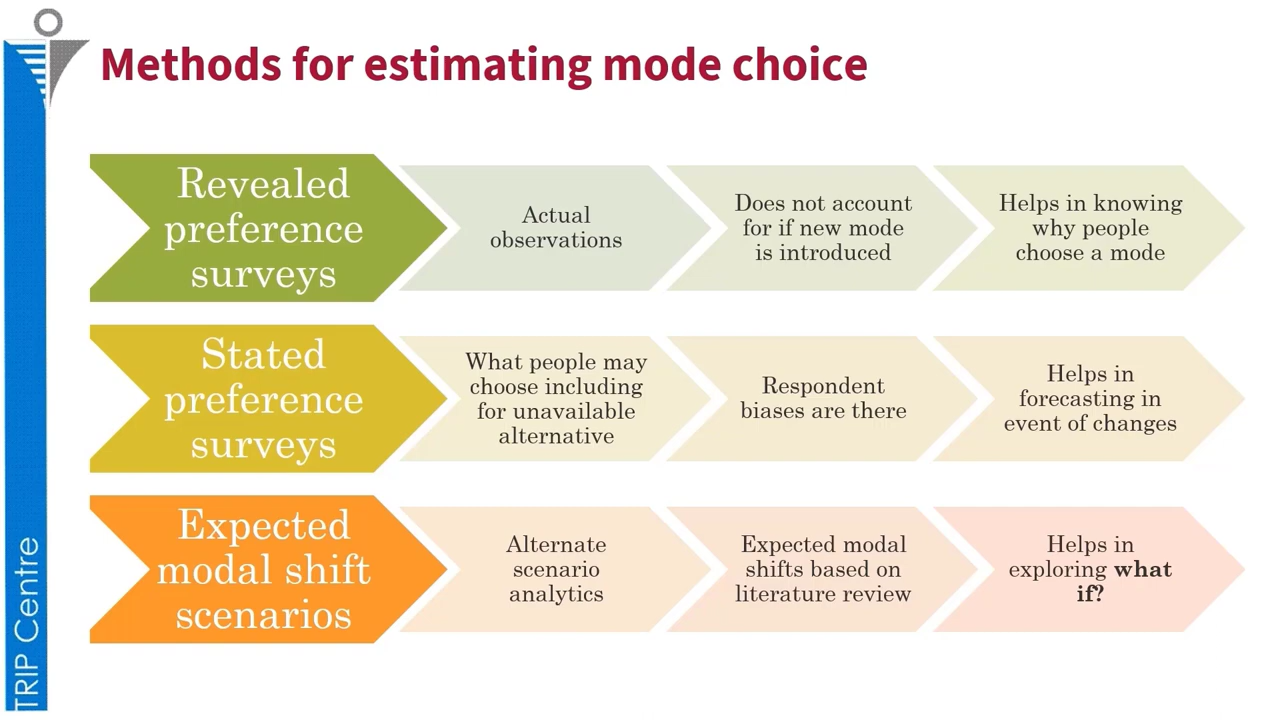 Methods for estimating mode choice
Revealed
preference
surveys
Actual
observations
Does not account
for if new mode
is introduced
Helps in knowing
why people
choose a mode
Stated
preference
surveys
What people may
choose including
for unavailable
alternative
Respondent
biases are there
Helps in
forecasting in
event of changes
Expected
modal shift
scenarios
Alternate
scenario
analytics
Expected modal
shifts based on
literature review
Helps in
exploring what
if?
TRIP Centre